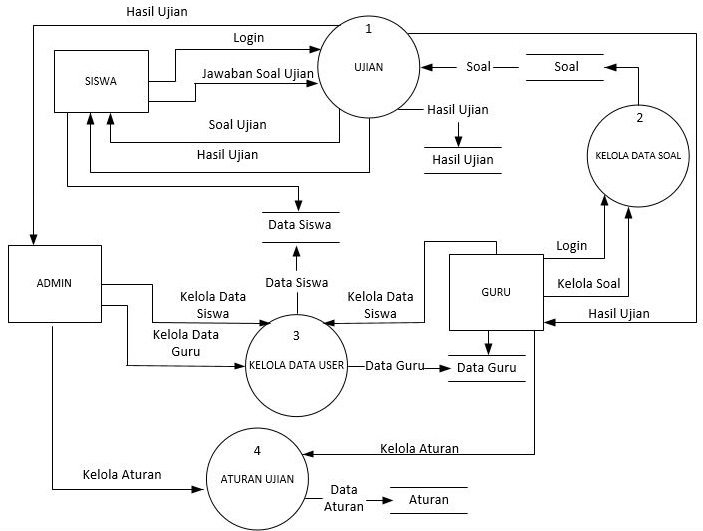 Hasil Ujian
1
UJIAN
Login
SISWA
Jawaban Soal Ujian
Soal
Soal
Soal Ujian
Hasil Ujian
Hasil Ujian
Hasil Ujian
2
KELOLA DATA SOAL
Data Siswa
Login
ADMIN
Data Siswa
GURU
Kelola Soal
Kelola Data
Siswa
Kelola Data
Siswa
Hasil Ujian
Kelola Data
Guru
3
KELOLA DATA USER
Data Guru
Data Guru
Kelola Aturan
4
ATURAN UJIAN
Kelola Aturan
Data
Aturan
Aturan